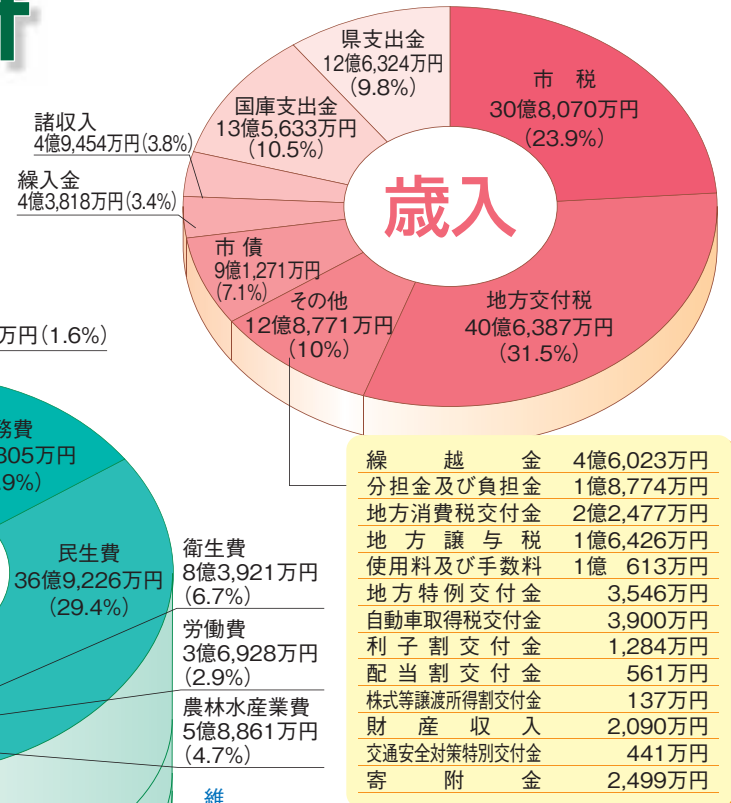 歳入
市 税
30億8,070万円
(23.9%)
地方交付税
40億6,387万円
(31.5%)
その他
12億8,771万円
(10%)
市 債
9億1,271万円
(7.1%)
繰入金
4億3,818万円(3.4%)
諸収入
4億9,454万円(3.8%)
国庫支出金
13億5,633万円
(10.5%)
県支出金
12億6,324万円
(9.8%)
繰越金 4億6,023万円
分担金及び負担金 1億8,774万円
地方消費税交付金 2億2,477万円
地方譲与税 1億6,426万円
使用料及び手数料 1億 613万円
地方特例交付金 3,546万円
自動車取得税交付金 3,900万円
利子割交付金 1,284万円
配当割交付金 561万円
株式等譲渡所得割交付金 137万円
財産収入 2,090万円
交通安全対策特別交付金 441万円
寄附金 2,499万円
万円(1.6%)
務費
305万円
9%)
民生費
36億9,226万円
(29.4%)
衛生費
8億3,921万円
(6.7%)
労働費
3億6,928万円
(2.9%)
農林水産業費
5億8,861万円
(4.7%)
維